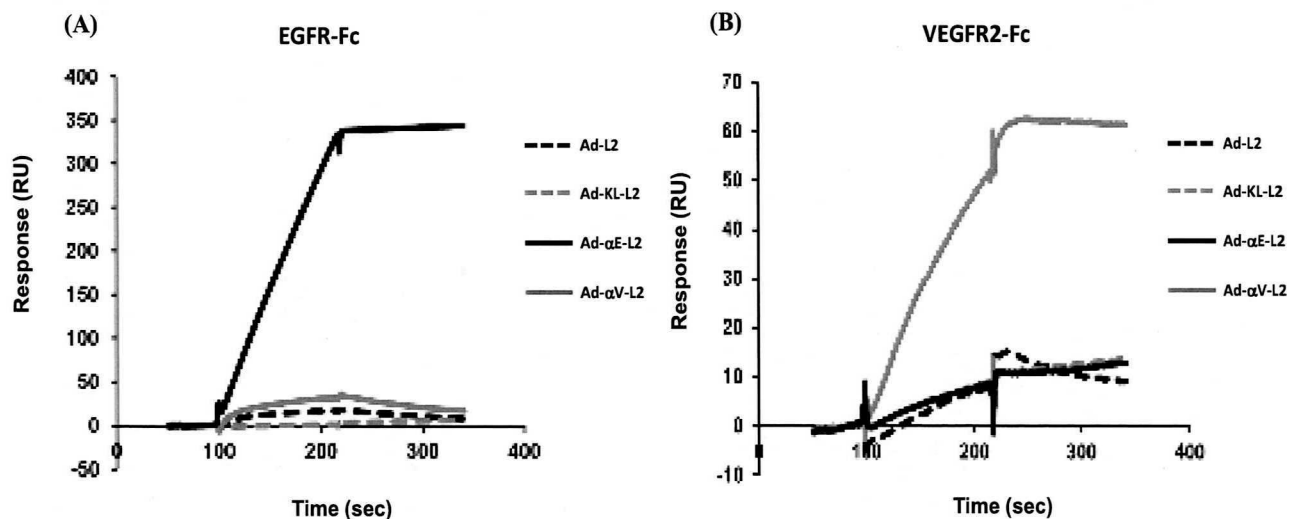 (A)
EGFR-Fc
400
350
300
250
200
150
100
50
0
-50
0
100
200
300
400
Response (RU)
Time (sec)
Ad-L2
Ad-KL-L2
Ad-αE-L2
Ad-αV-L2
(B)
VEGFR2-Fc
70
60
50
40
30
20
10
0
-10
100
200
300
400
Response (RU)
Time (sec)
Ad-L2
Ad-KL-L2
Ad-αE-L2
Ad-αV-L2